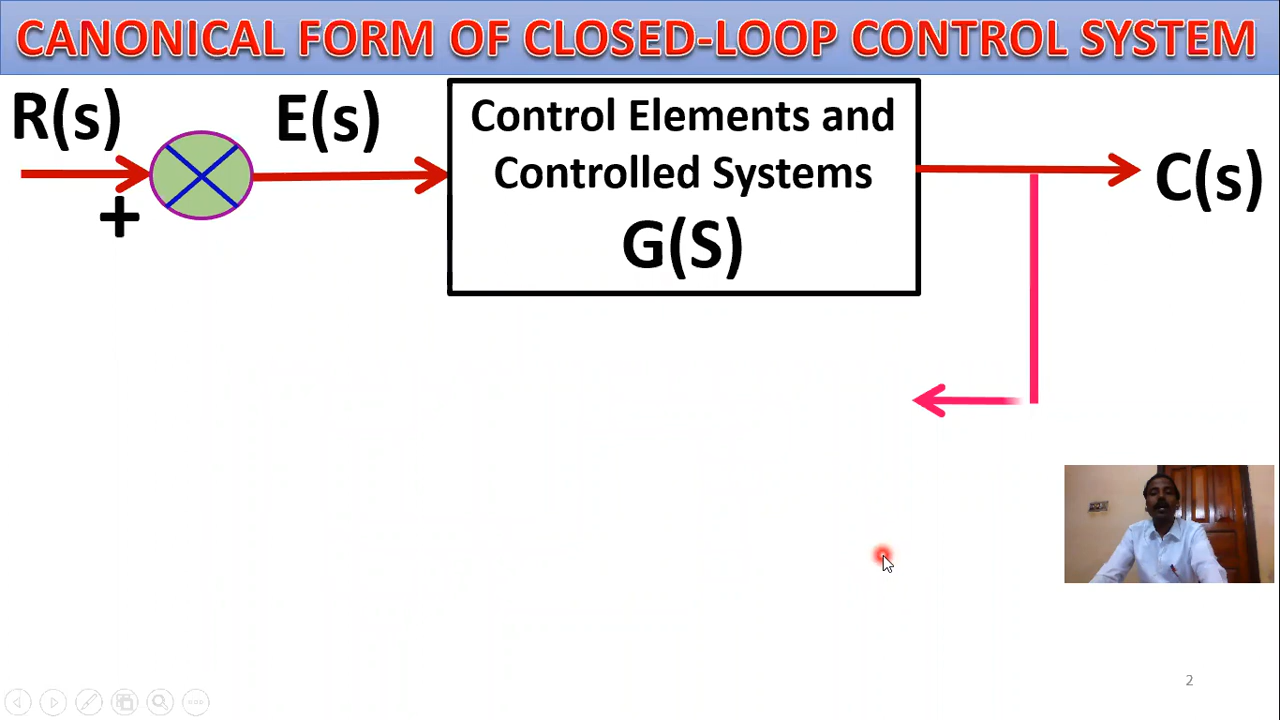 CANONICAL FORM OF CLOSED-LOOP CONTROL SYSTEM
R(s)
E(s)
Control Elements and
Controlled Systems
G(S)
C(s)
+
2